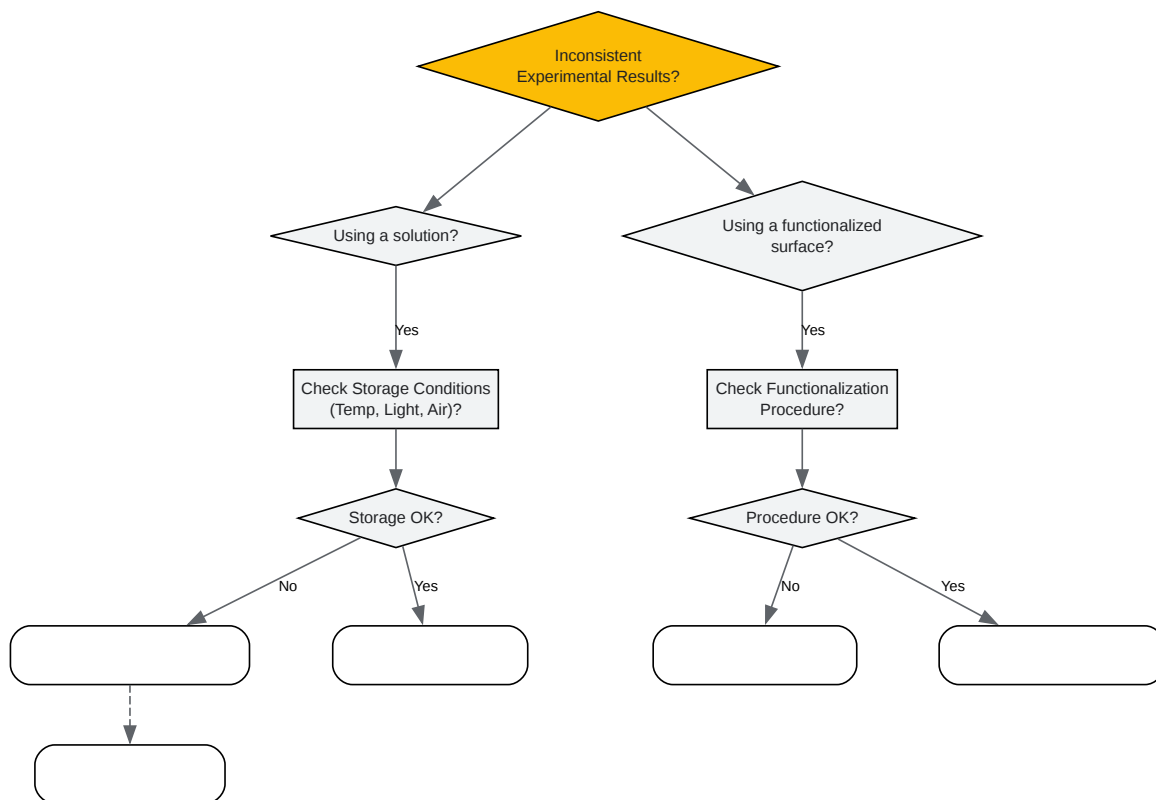 Inconsistent
Experimental Results?
Using a solution?
Using a functionalized
surface?
Yes
Yes
Check Storage Conditions
(Temp, Light, Air)?
Check Functionalization
Procedure?
Storage OK?
Procedure OK?
No
Yes
No
Yes